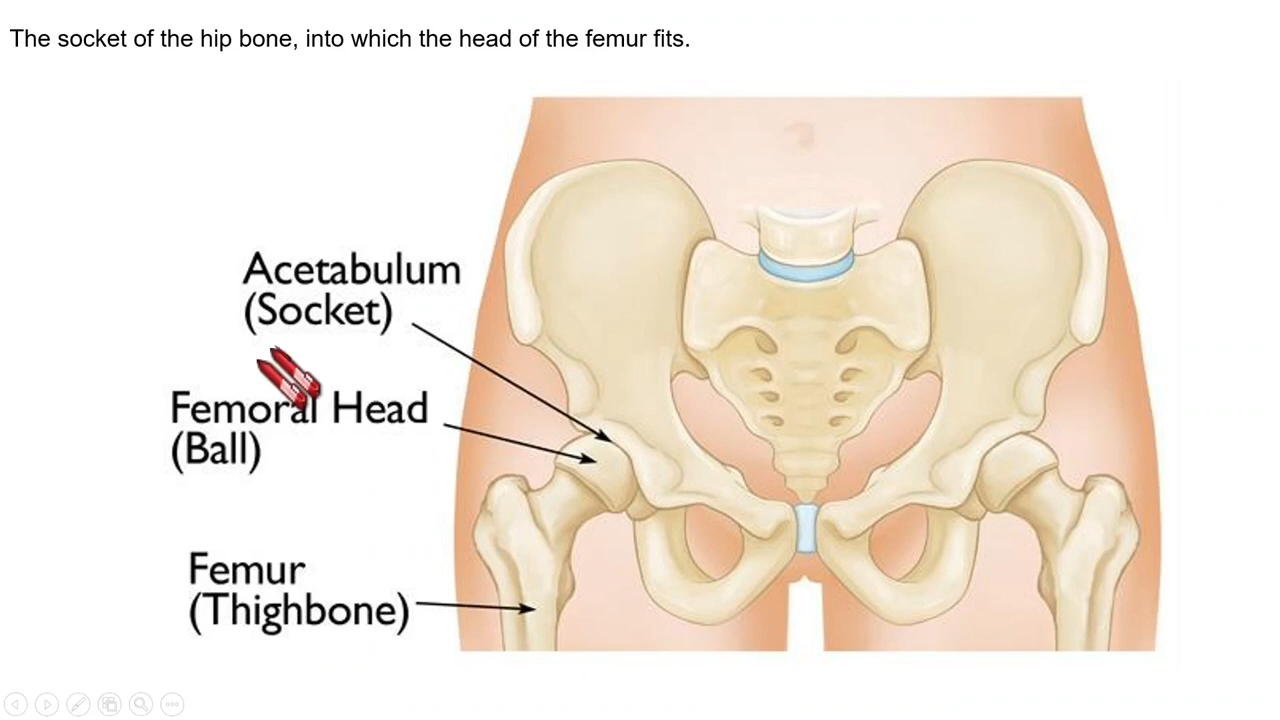 The socket of the hip bone, into which the head of the femur fits.
Acetabulum
(Socket)
Femoral Head
(Ball)
Femur
(Thighbone)